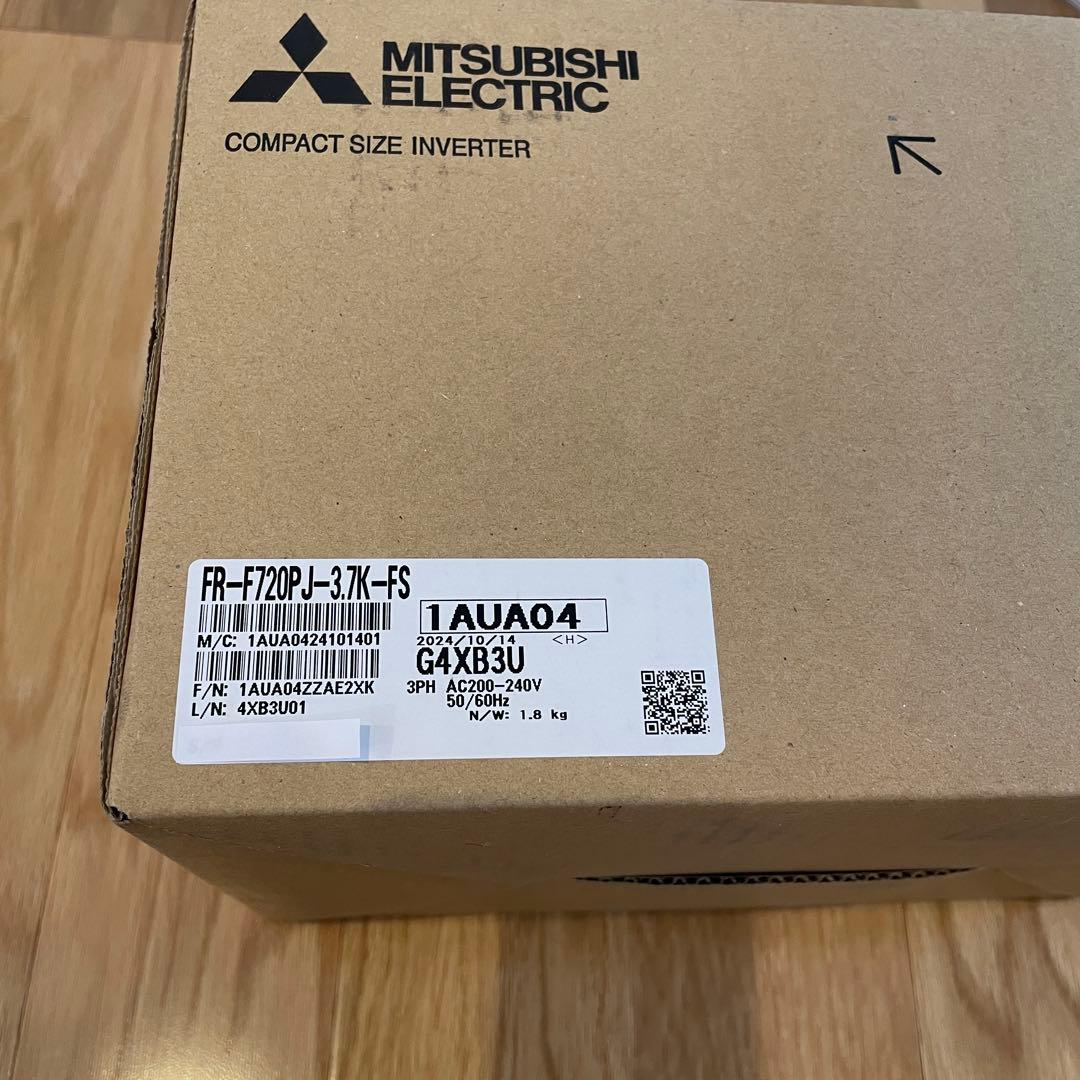 MITSUBISHI
ELECTRIC
COMPACT SIZE INVERTER
FR-F720PJ-3.7K-FS
M/C: 1AUA0424101401
F/N: 1AUA04ZZAE2XK
L/N: 4XB3U01
1AUA04
2024/10/14 <H>
G4XB3U
3PH AC200-240V
50/60Hz
N/W: 1.8 kg